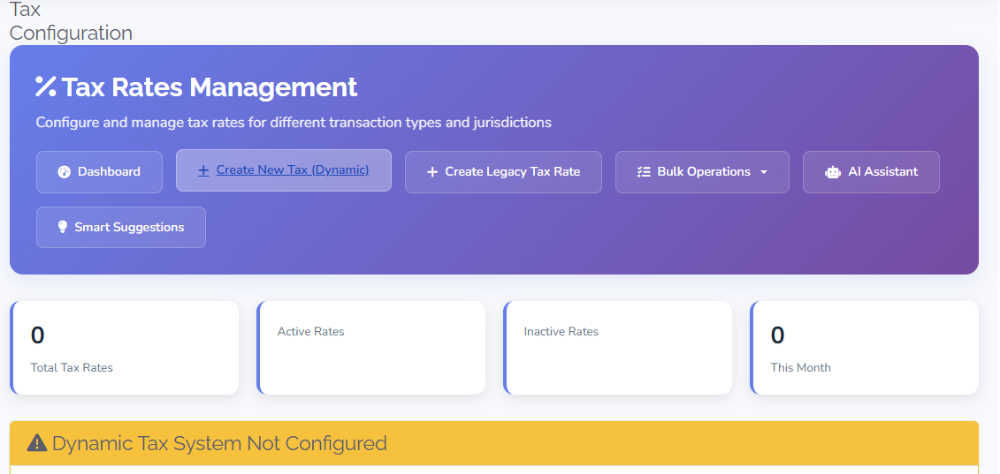 Tax
Configuration
Tax Rates Management
Configure and manage tax rates for different transaction types and jurisdictions
Dashboard
Create New Tax (Dynamic)
Create Legacy Tax Rate
Bulk Operations
AI Assistant
Smart Suggestions
0
Total Tax Rates
Active Rates
Inactive Rates
0
This Month
Dynamic Tax System Not Configured